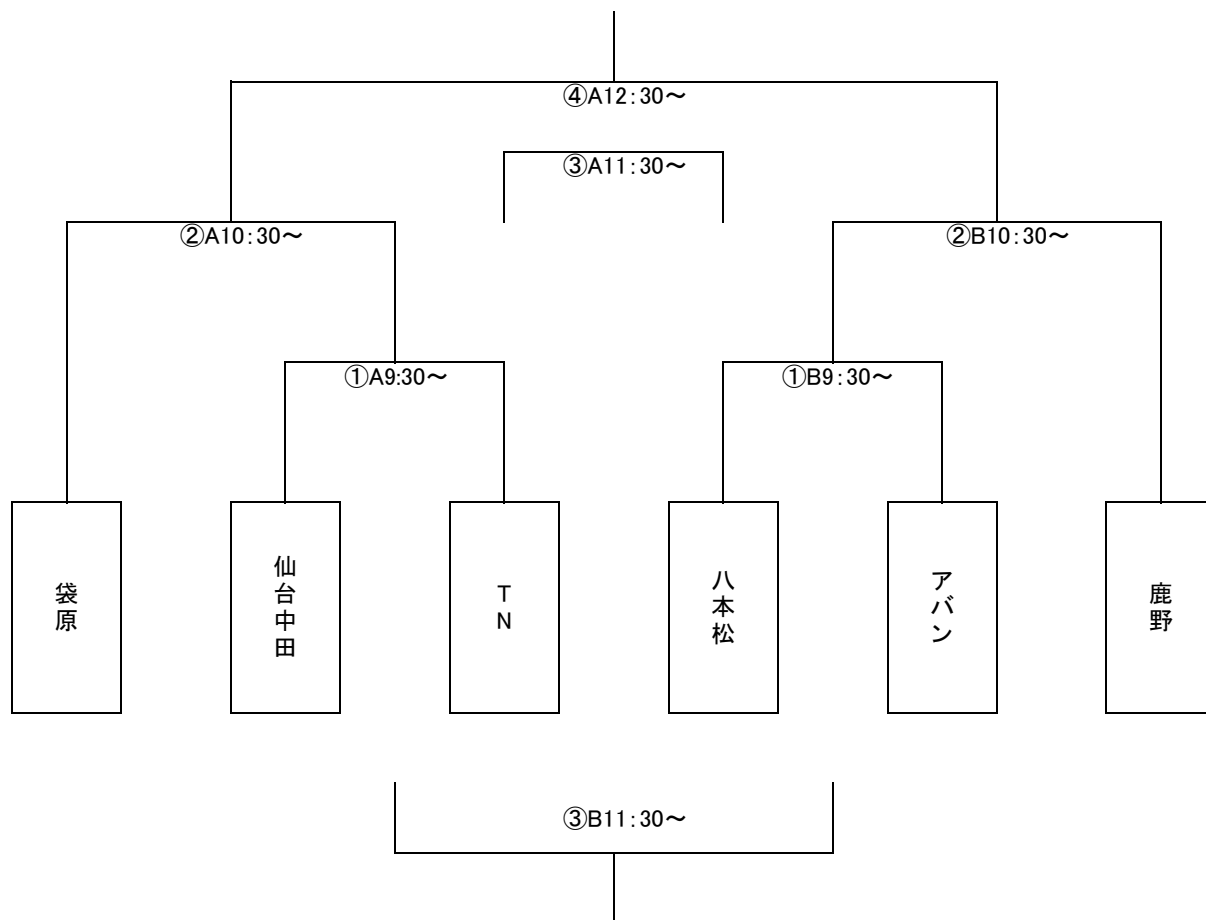 ④A12:30～
③A11:30～
②A10:30～
②B10:30～
①A9:30～
①B9:30～
袋原
仙台中田
TN
八本松
アバン
鹿野
③B11:30～